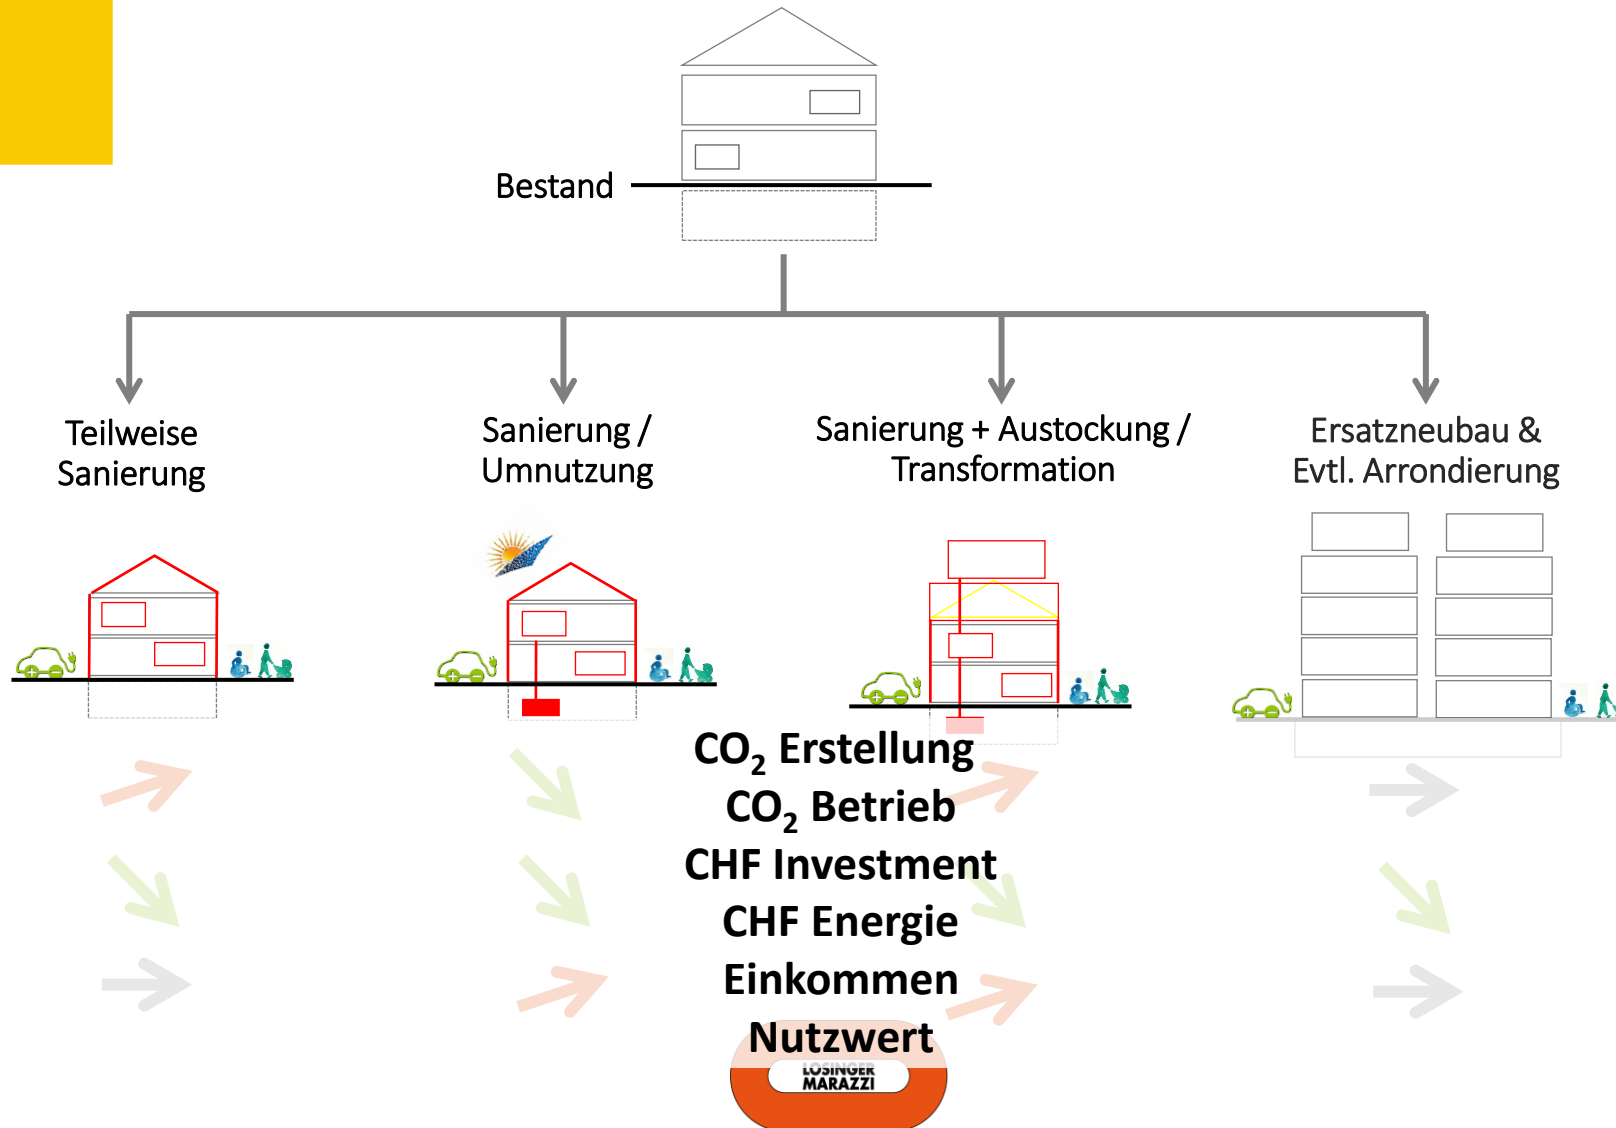 Bestand
Teilweise
Sanierung
Sanierung /
Umnutzung
Sanierung + Austockung /
Transformation
Ersatzneubau &
Evtl. Arrondierung
CO₂ Erstellung
CO₂ Betrieb
CHF Investment
CHF Energie
Einkommen
Nutzwert
LOSINGER
MARAZZI